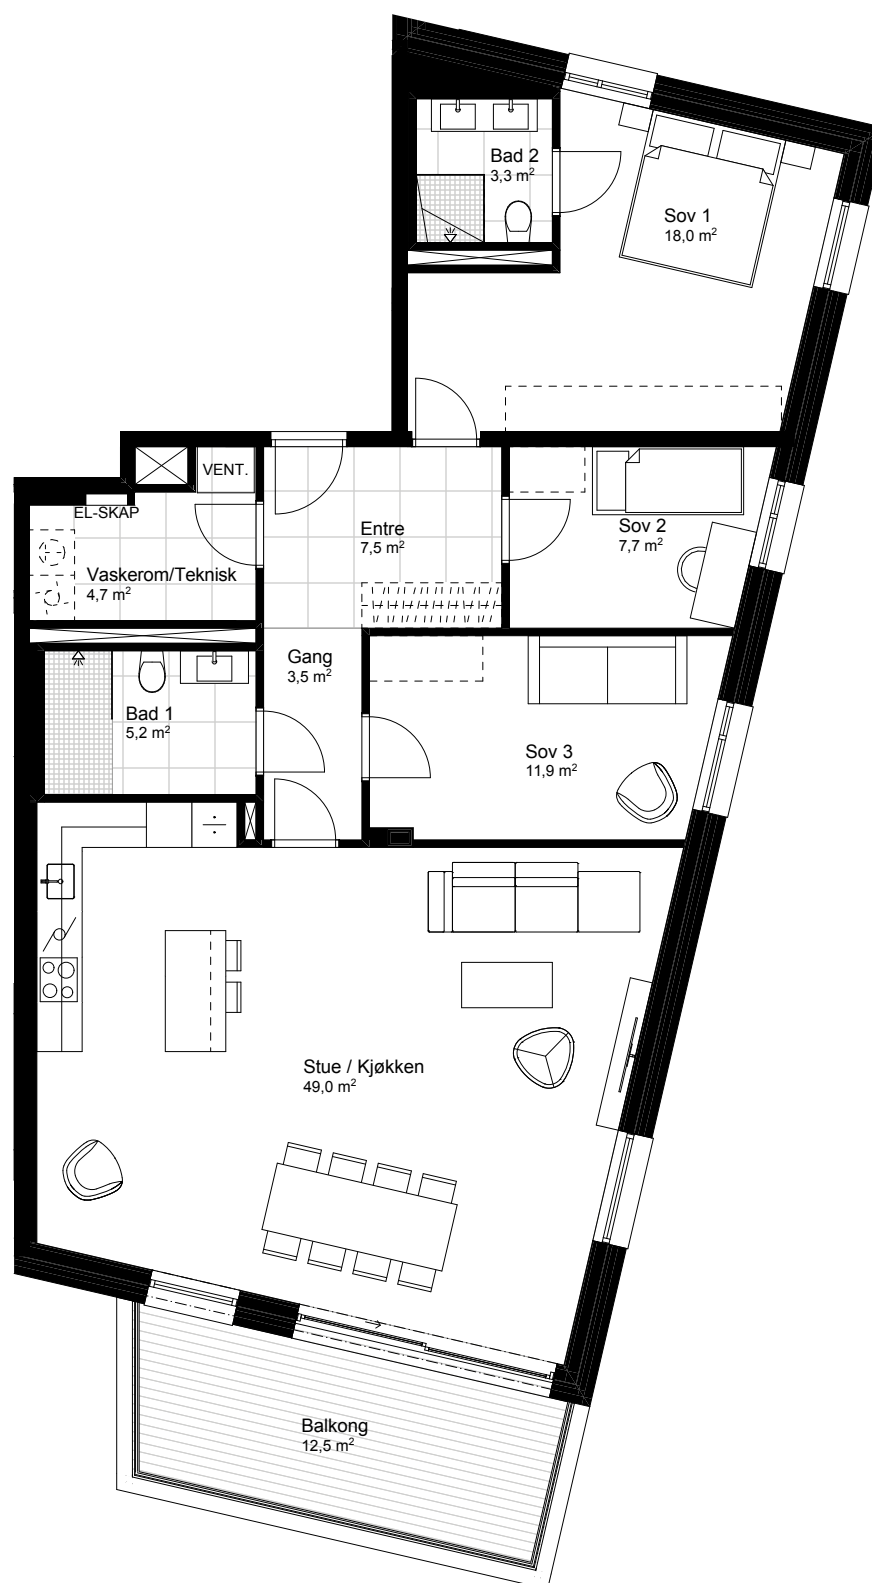 Bad 2
3,3 m²
Sov 1
18,0 m²
VENT.
EL-SKAP
Entre
7,5 m²
Sov 2
7,7 m²
Vaskerom/Teknisk
4,7 m²
Gang
3,5 m²
Bad 1
5,2 m²
Sov 3
11,9 m²
Stue / Kjøkken
49,0 m²
Balkong
12,5 m²